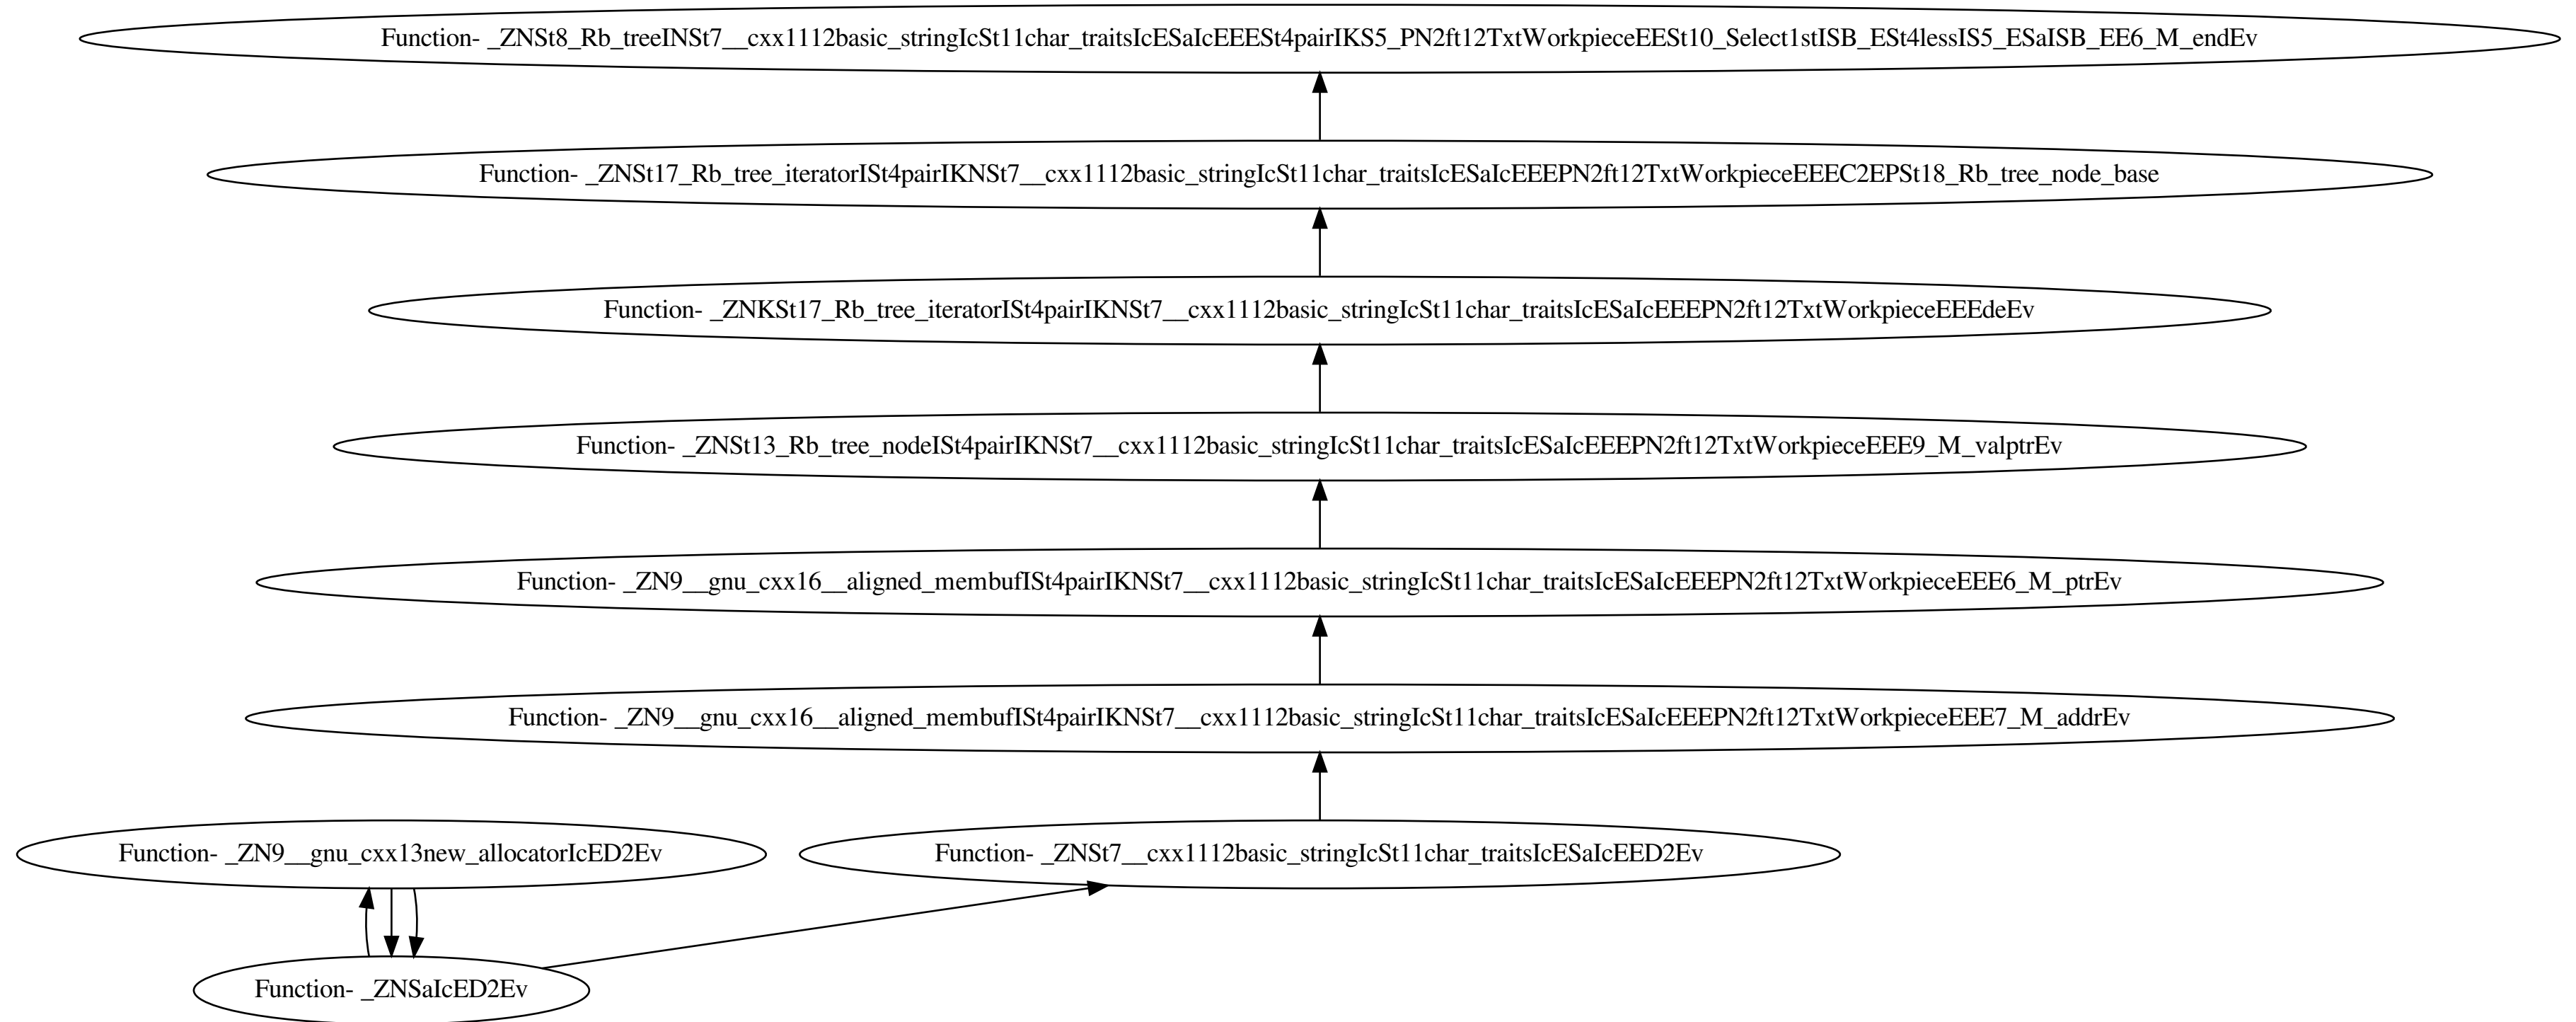 Function- _ZNSt8_Rb_treeINSt7__cxx1112basic_stringIcSt11char_traitsIcESaIcEEESt4pairIKS5_PN2ft12TxtWorkpieceEESt10_Select1stISB_ESt4lessIS5_ESaISB_EE6_M_endEv
Function- _ZNSt17_Rb_tree_iteratorISt4pairIKNSt7__cxx1112basic_stringIcSt11char_traitsIcESaIcEEEPN2ft12TxtWorkpieceEEEC2EPSt18_Rb_tree_node_base
Function- _ZNKSt17_Rb_tree_iteratorISt4pairIKNSt7__cxx1112basic_stringIcSt11char_traitsIcESaIcEEEPN2ft12TxtWorkpieceEEEdeEv
Function- _ZNSt13_Rb_tree_nodeISt4pairIKNSt7__cxx1112basic_stringIcSt11char_traitsIcESaIcEEEPN2ft12TxtWorkpieceEEE9_M_valptrEv
Function- _ZN9__gnu_cxx16__aligned_membufISt4pairIKNSt7__cxx1112basic_stringIcSt11char_traitsIcESaIcEEEPN2ft12TxtWorkpieceEEE6_M_ptrEv
Function- _ZN9__gnu_cxx16__aligned_membufISt4pairIKNSt7__cxx1112basic_stringIcSt11char_traitsIcESaIcEEEPN2ft12TxtWorkpieceEEE7_M_addrEv
Function- _ZN9__gnu_cxx13new_allocatorIcED2Ev
Function- _ZNSt7__cxx1112basic_stringIcSt11char_traitsIcESaIcEED2Ev
Function- _ZNSaIcED2Ev